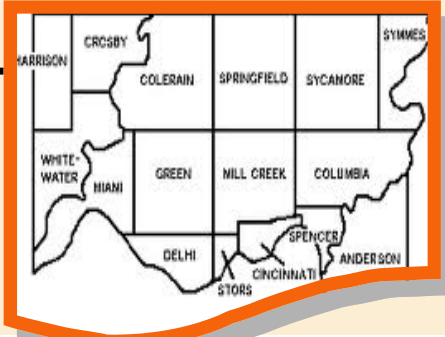 SYMMES
CROSBY
HARRISON
COLERAIN
SPRINGFIELD
SYCAMORE
WHITE-
WATER
MIAMI
GREEN
MILL CREEK
COLUMBIA
SPENCER
DELHI
ANDERSON
CINCINNATI
STORS